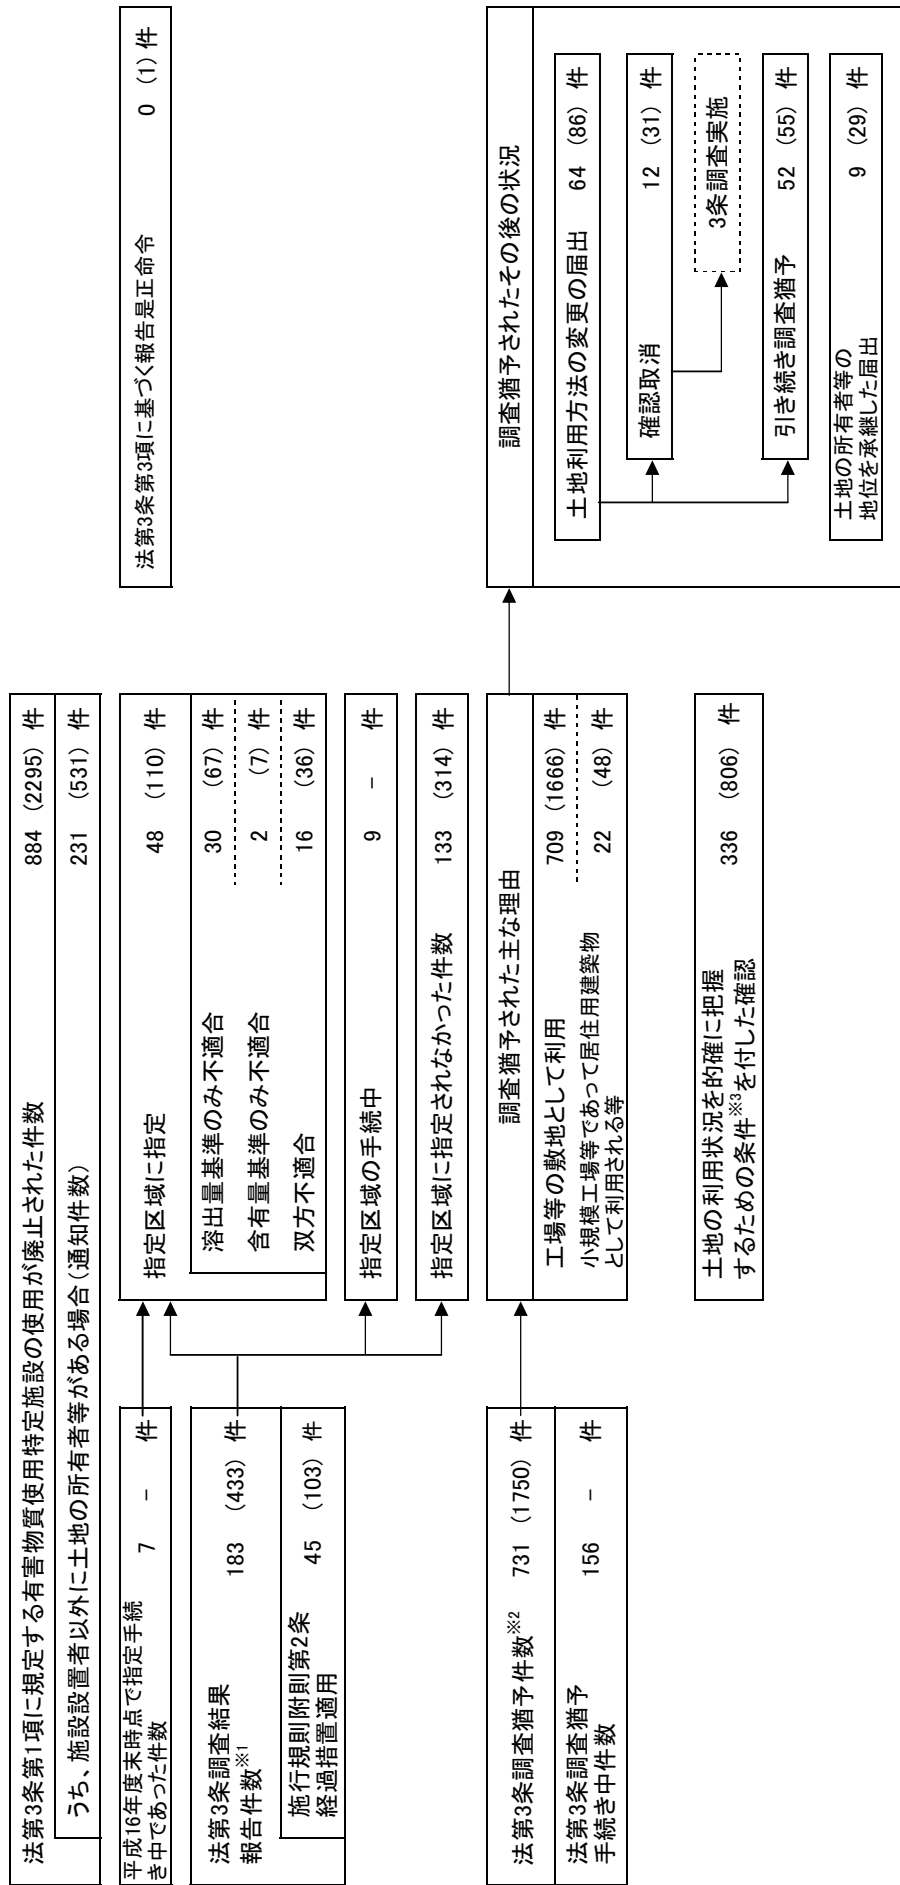 法第3条第1項に規定する有害物質使用特定施設の使用が廃止された件数 884 (2295) 件
うち、施設設置者以外に土地の所有者等がある場合（通知件数） 231 (531) 件
平成16年度末時点で指定手続
き中であった件数 7 － 件
法第3条調査結果
報告件数※1 183 (433) 件
施行規則附則第2条
経過措置適用 45 (103) 件
指定区域に指定 48 (110) 件
溶出量基準のみ不適合 30 (67) 件
含有量基準のみ不適合 2 (7) 件
双方不適合 16 (36) 件
指定区域の手続中 9 － 件
指定区域に指定されなかった件数 133 (314) 件
法第3条第3項に基づく報告是正命令 0 (1) 件
法第3条調査猶予件数※2 731 (1750) 件
法第3条調査猶予
手続き中件数 156 － 件
調査猶予された主な理由
工場等の敷地として利用 709 (1666) 件
小規模工場等であって居住用建築物
として利用される等 22 (48) 件
土地の利用状況を的確に把握
するための条件※3を付した確認 336 (806) 件
調査猶予されたその後の状況
土地利用方法の変更の届出 64 (86) 件
確認取消 12 (31) 件
3条調査実施
引き続き調査猶予 52 (55) 件
土地の所有者等の
地位を承継した届出 9 (29) 件